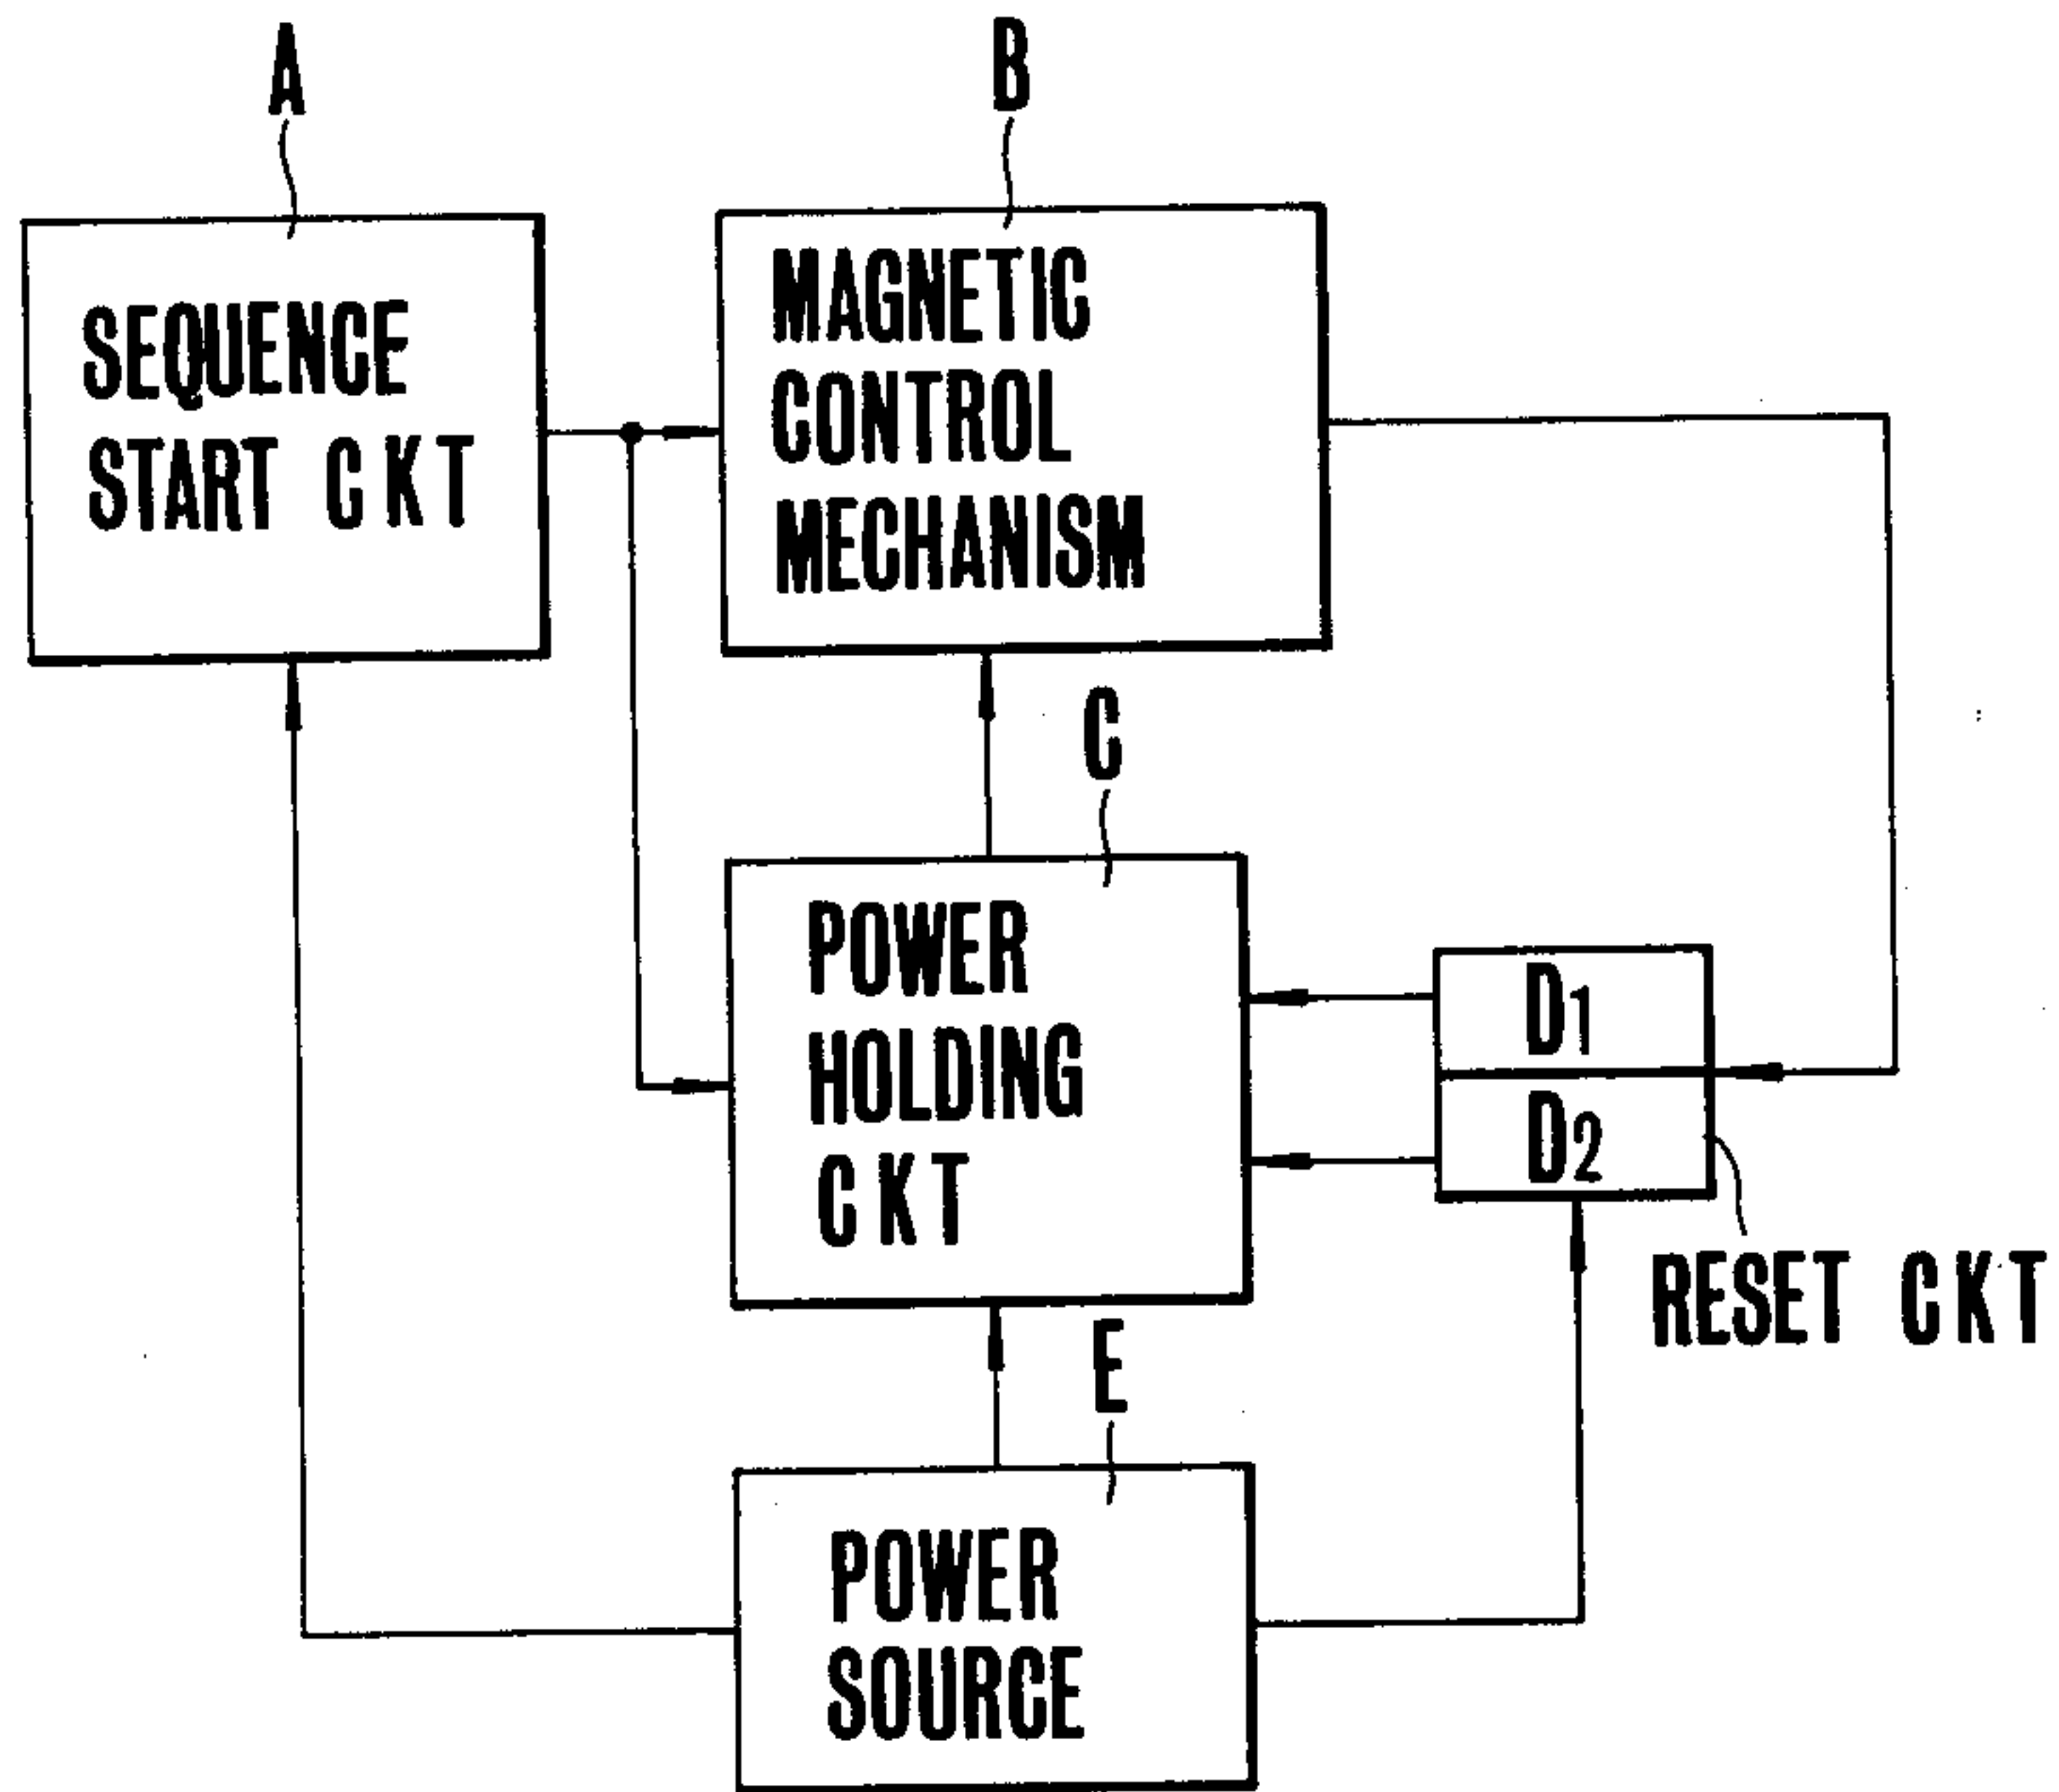 A
B
SEQUENCE
START CKT
MAGNETIC
CONTROL
MECHANISM
C
POWER
HOLDING
CKT
D1
D2
RESET CKT
E
POWER
SOURCE